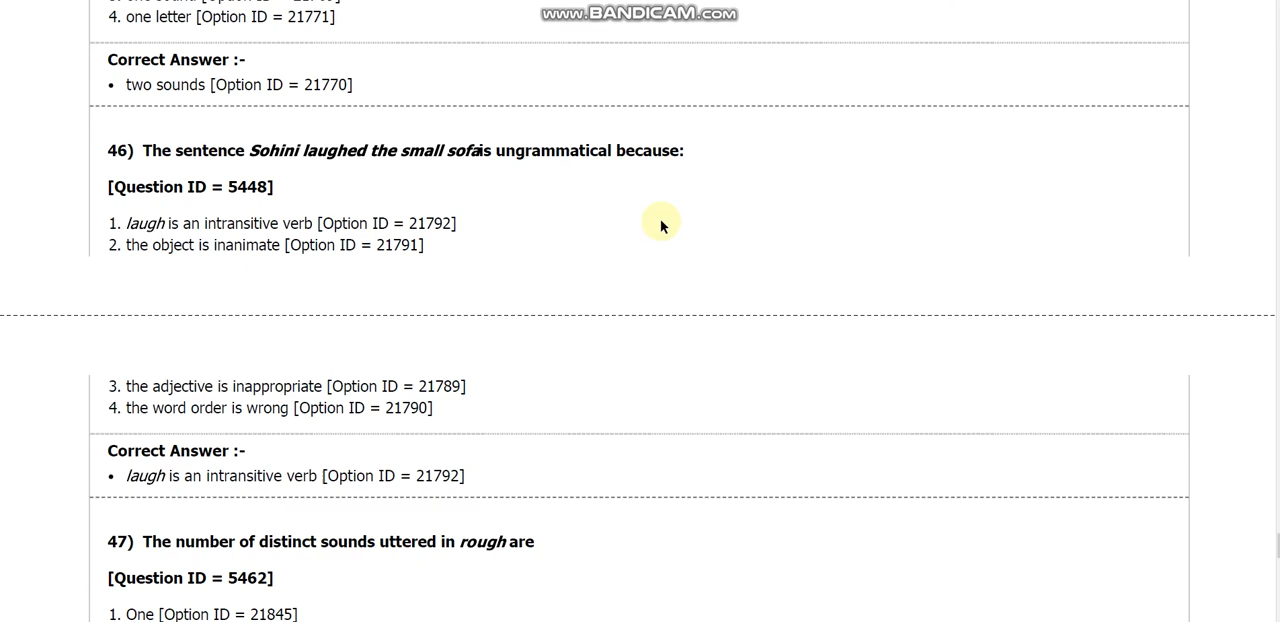 4. one letter [Option ID = 21771]
www.BANDICAM.com
Correct Answer :-
• two sounds [Option ID = 21770]
46) The sentence Sohini laughed the small sofa is ungrammatical because:
[Question ID = 5448]
1. laugh is an intransitive verb [Option ID = 21792]
2. the object is inanimate [Option ID = 21791]
3. the adjective is inappropriate [Option ID = 21789]
4. the word order is wrong [Option ID = 21790]
Correct Answer :-
• laugh is an intransitive verb [Option ID = 21792]
47) The number of distinct sounds uttered in rough are
[Question ID = 5462]
1. One [Option ID = 21845]